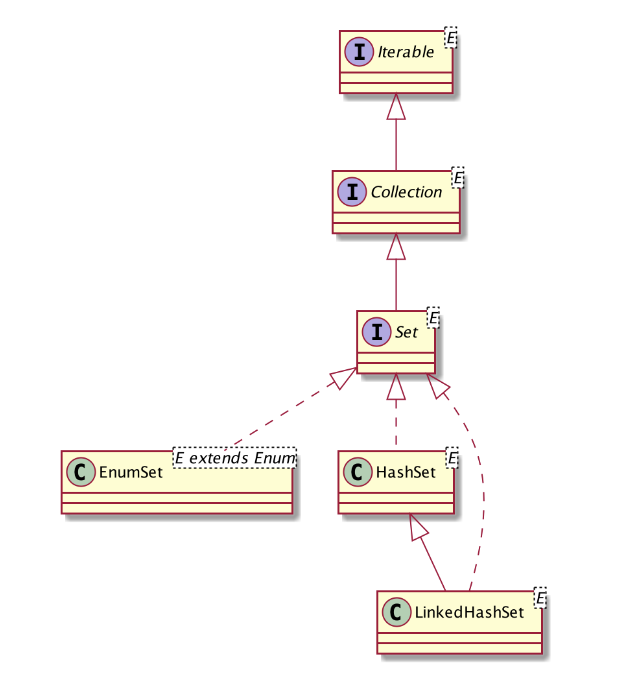 I Iterable E
I Collection E
I Set E
C EnumSet E extends Enum
C HashSet E
C LinkedHashSet E